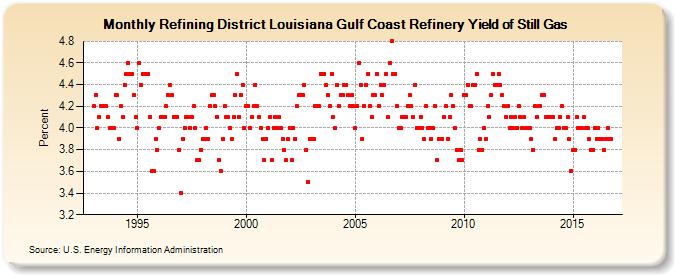 Monthly Refining District Louisiana Gulf Coast Refinery Yield of Still Gas
Percent
4.8
4.6
4.4
4.2
4.0
3.8
3.6
3.4
3.2
1995 2000 2005 2010 2015
Source: U.S. Energy Information Administration